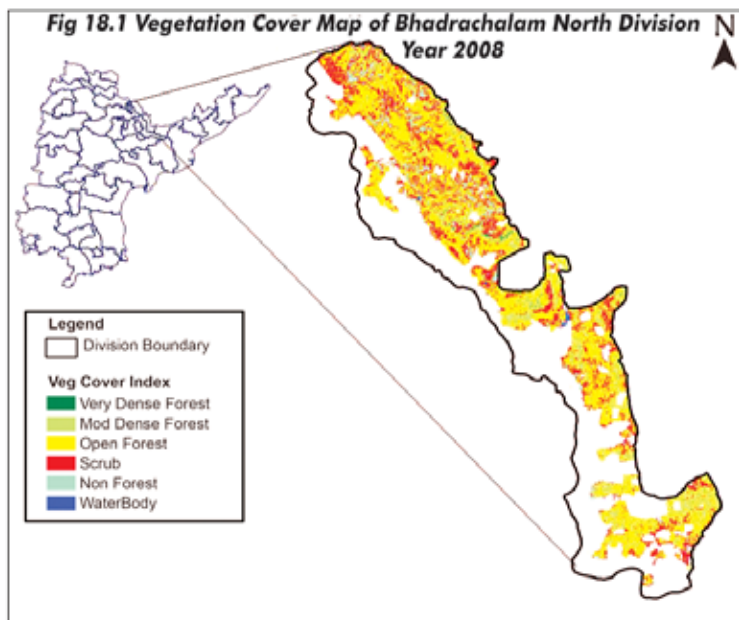 Fig 18.1 Vegetation Cover Map of Bhadrachalam North Division
Year 2008
N
Legend
Division Boundary
Veg Cover Index
Very Dense Forest
Mod Dense Forest
Open Forest
Scrub
Non Forest
WaterBody